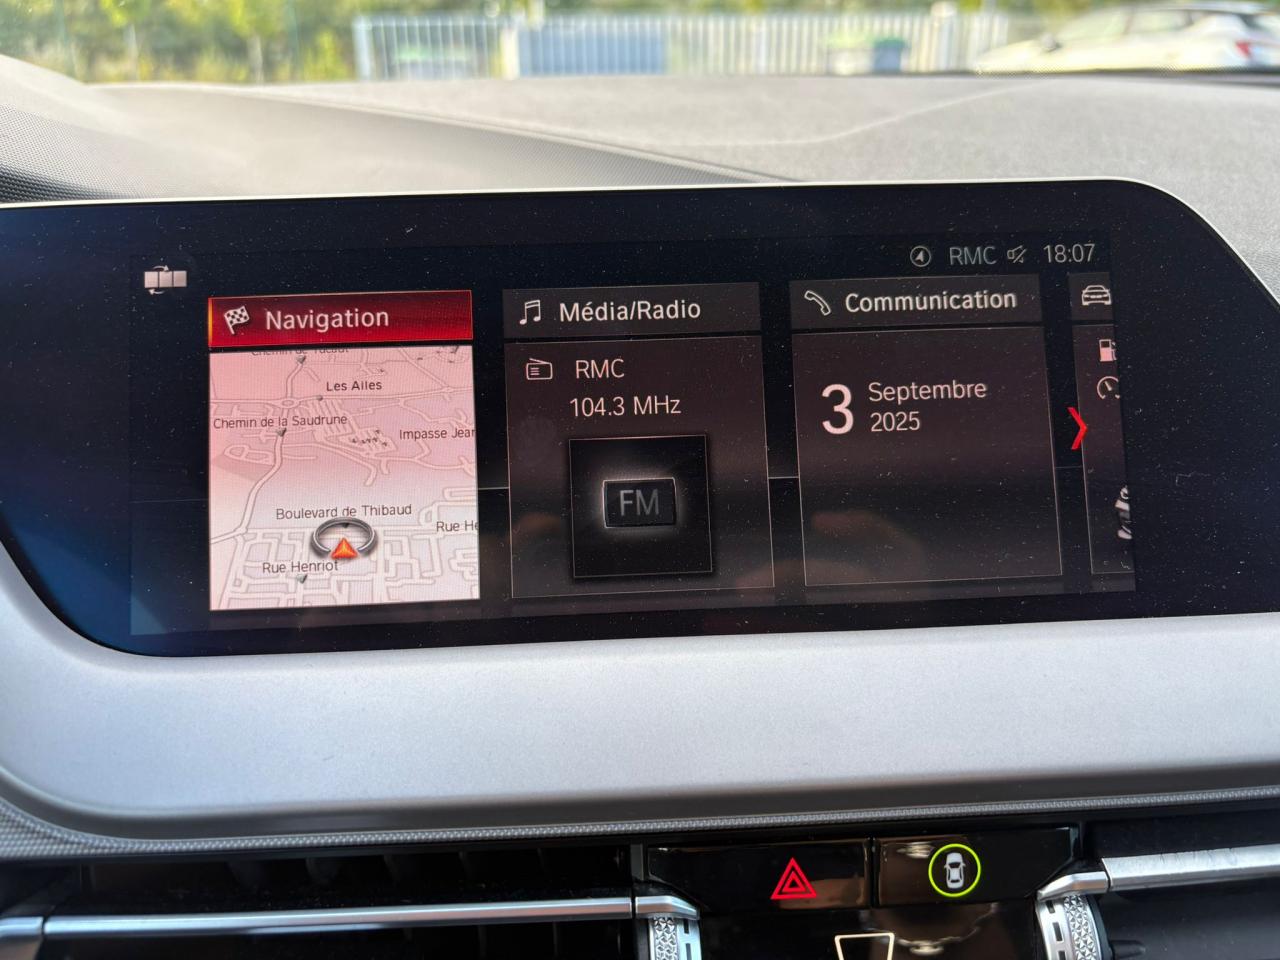 RMC 18:07
Navigation
Média/Radio
Communication
Les Ailes
Chemin de la Saudrune
Impasse Jean
Boulevard de Thibaud
Rue He
Rue Henriot
RMC
104.3 MHz
FM
3
Septembre
2025